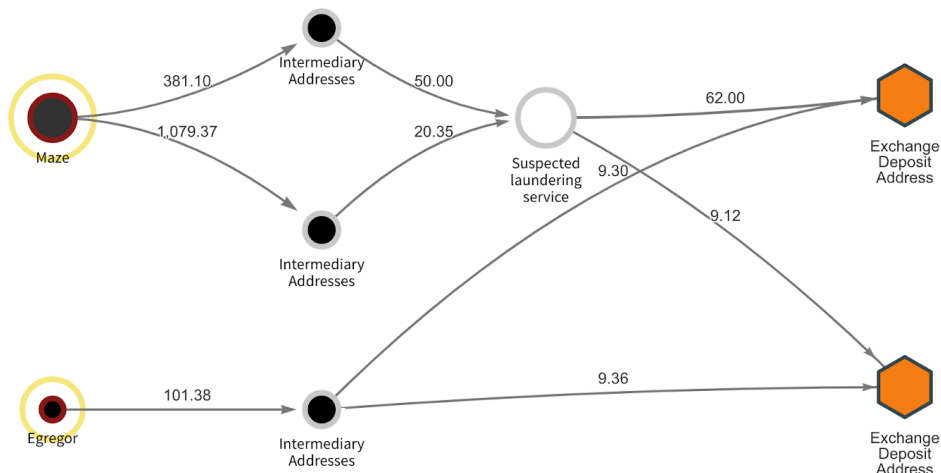 Intermediary
Addresses
381.10
50.00
62.00
1,079.37
20.35
Maze
Suspected
laundering
service
Exchange
Deposit
Address
9.30
9.12
Intermediary
Addresses
101.38
9.36
Egregor
Intermediary
Addresses
Exchange
Deposit
Address